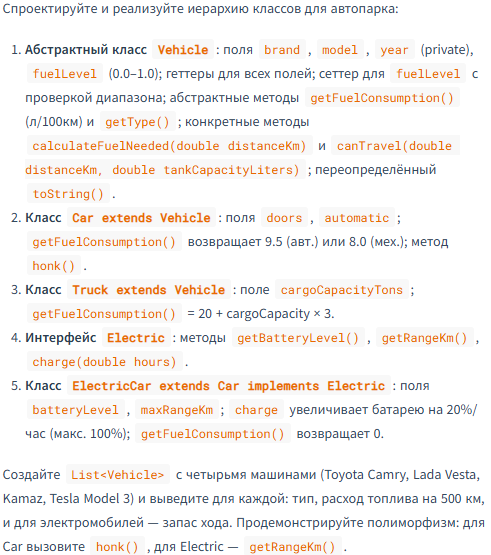 Спроектируйте и реализуйте иерархию классов для автопарка:
1. Абстрактный класс Vehicle : поля brand , model , year (private),
fuelLevel (0.0–1.0); геттеры для всех полей; сеттер для fuelLevel с
проверкой диапазона; абстрактные методы getFuelConsumption()
(л/100км) и getType() ; конкретные методы
calculateFuelNeeded(double distanceKm) и canTravel(double
distanceKm, double tankCapacityLiters) ; переопределённый
toString() .
2. Класс Car extends Vehicle : поля doors , automatic ;
getFuelConsumption() возвращает 9.5 (авт.) или 8.0 (мех.); метод
honk() .
3. Класс Truck extends Vehicle : поле cargoCapacityTons ;
getFuelConsumption() = 20 + cargoCapacity × 3.
4. Интерфейс Electric : методы getBatteryLevel() , getRangeKm() ,
charge(double hours) .
5. Класс ElectricCar extends Car implements Electric : поля
batteryLevel , maxRangeKm ; charge увеличивает батарею на 20%/
час (макс. 100%); getFuelConsumption() возвращает 0.
Создайте List<Vehicle> с четырьмя машинами (Toyota Camry, Lada Vesta,
Kamaz, Tesla Model 3) и выведите для каждой: тип, расход топлива на 500 км,
и для электромобилей — запас хода. Продемонстрируйте полиморфизм: для
Car вызовите honk() , для Electric — getRangeKm() .